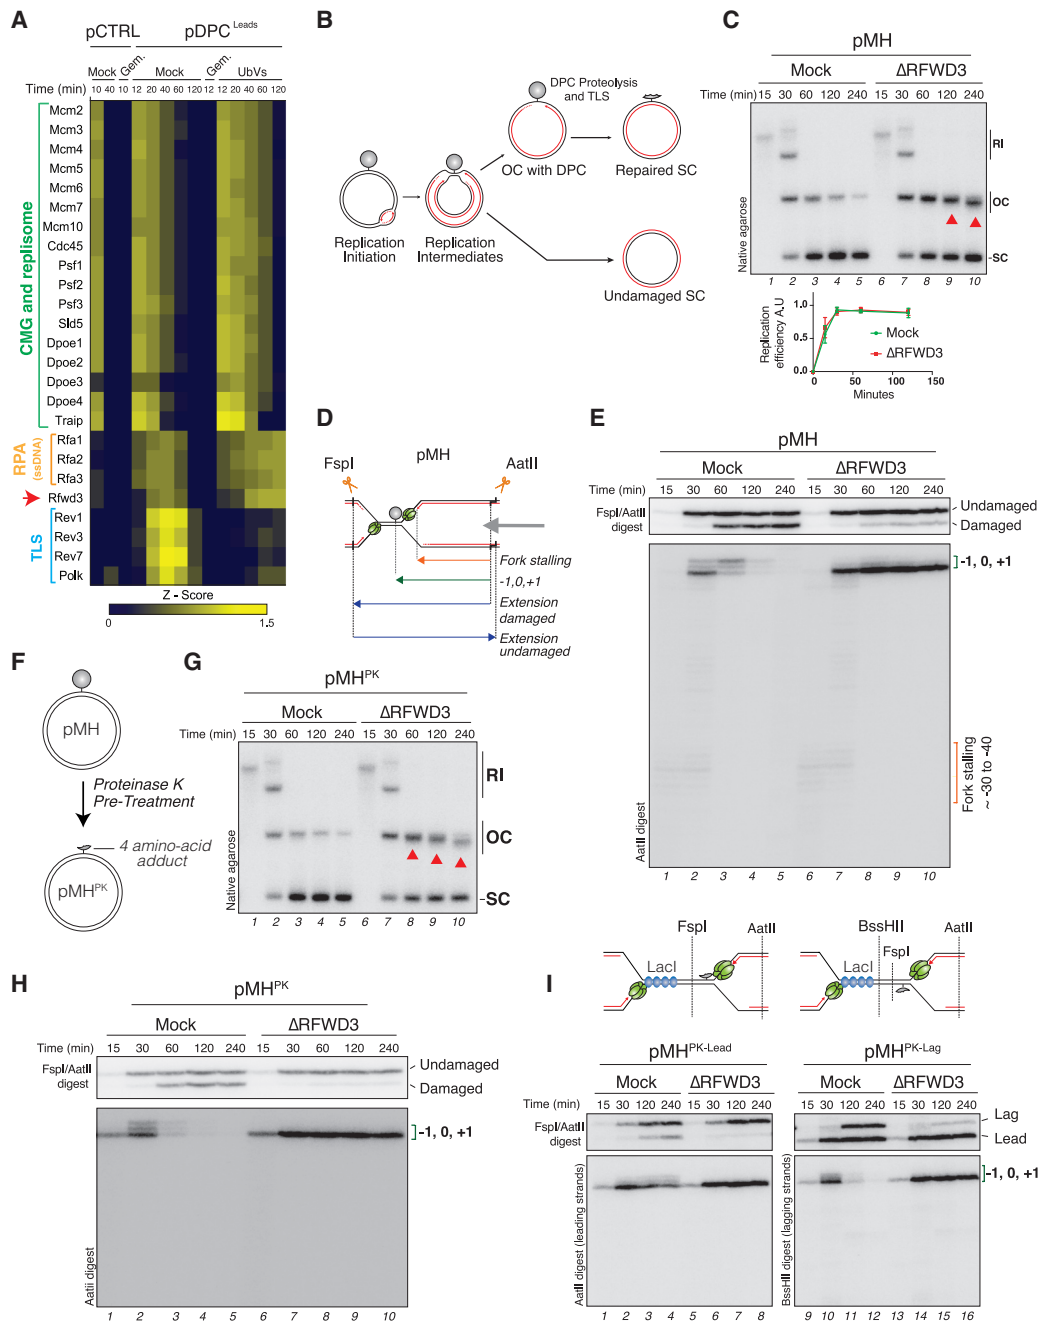 A
pCTRL
pDPC Leads
Gem.
Gem.
Mock
10
Mock
12
UbVs
Time (min)
10 40 10 12 20 40 60 120 12 12 20 40 60 120
CMG and replisome
Mcm2
Mcm3
Mcm4
Mcm5
Mcm6
Mcm7
Mcm10
Cdc45
Psf1
Psf2
Psf3
Sld5
Dpoe1
Dpoe2
Dpoe3
Dpoe4
Traip
RPA
(ssDNA)
Rfa1
Rfa2
Rfa3
Rfwd3
TLS
Rev1
Rev3
Rev7
Polk
Z - Score
0
1.5
B
DPC Proteolysis
and TLS
OC with DPC
Repaired SC
Replication
Initiation
Replication
Intermediates
Undamaged SC
C
pMH
Mock
ΔRFWD3
Time (min)
15 30 60 120 240 15 30 60 120 240
RI
OC
SC
Native agarose
1 2 3 4 5 6 7 8 9 10
Replication
efficiency A.U
1.0
0.5
0.0
0 50 100 150
Minutes
Mock
ΔRFWD3
D
pMH
FspI
AatII
Fork stalling
-1,0,+1
Extension
damaged
Extension
undamaged
E
pMH
Mock
ΔRFWD3
Time (min)
15 30 60 120 240 15 30 60 120 240
FspI/AatII
digest
Undamaged
Damaged
-1, 0, +1
Fork stalling
~ -30 to -40
AatII digest
1 2 3 4 5 6 7 8 9 10
F
pMH
Proteinase K
Pre-Treatment
4 amino-acid
adduct
pMHPK
G
pMHPK
Mock
ΔRFWD3
Time (min)
15 30 60 120 240 15 30 60 120 240
RI
OC
SC
Native agarose
1 2 3 4 5 6 7 8 9 10
H
pMHPK
Mock
ΔRFWD3
Time (min)
15 30 60 120 240 15 30 60 120 240
FspI/AatII
digest
Undamaged
Damaged
-1, 0, +1
Aatii digest
1 2 3 4 5 6 7 8 9 10
I
FspI
AatII
LacI
BssHII
AatII
FspI
LacI
pMHPK-Lead
pMHPK-Lag
Mock
ΔRFWD3
Mock
ΔRFWD3
Time (min)
15 30 120 240 15 30 120 240
15 30 120 240 15 30 120 240
FspI/AatII
digest
Lag
Lead
-1, 0, +1
AatII digest (leading strands)
BssHII digest (lagging strands)
1 2 3 4 5 6 7 8
9 10 11 12 13 14 15 16